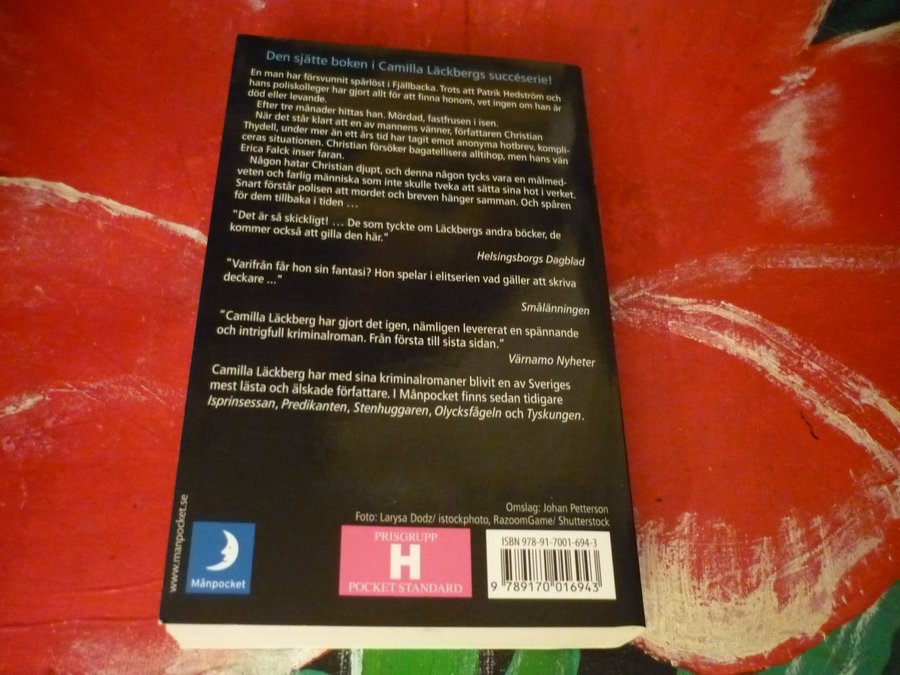 Den sjätte boken i Camilla Läckbergs succéserie!
En man har försvunnit spårlöst i Fjällbacka. Trots att Patrik Hedström och
hans poliskolleger har gjort allt för att finna honom, vet ingen om han är
död eller levande.
Efter tre månader hittas han. Mördad, fastfrusen i isen.
När det står klart att en av mannens vänner, författaren Christian
Thydell, under mer än ett års tid har tagit emot anonyma hotbrev, kompli-
ceras situationen. Christian försöker bagatellisera alltihop, men hans vän
Erica Falck inser faran.
Någon hatar Christian djupt, och denna någon tycks vara en målmed-
veten och farlig människa som inte skulle tveka att sätta sina hot i verket.
Snart förstår polisen att mordet och breven hänger samman. Och spåren
för dem tillbaka i tiden ...
"Det är så skickligt! ... De som tyckte om Läckbergs andra böcker, de
kommer också att gilla den här."
Helsingborgs Dagblad
"Varifrån får hon sin fantasi? Hon spelar i elitserien vad gäller att skriva
deckare ..."
Smålänningen
"Camilla Läckberg har gjort det igen, nämligen levererat en spännande
och intrigfull kriminalroman. Från första till sista sidan."
Värnamo Nyheter
Camilla Läckberg har med sina kriminalromaner blivit en av Sveriges
mest lästa och älskade författare. I Månpocket finns sedan tidigare
Isprinsessan, Predikanten, Stenhuggaren, Olycksfågeln och Tyskungen.
Omslag: Johan Petterson
Foto: Larysa Dodz/ istockphoto, RazoomGame/ Shutterstock
www.manpocket.se
Månpocket
PRISGRUPP
H
POCKET STANDARD
ISBN 978-91-7001-694-3
9 789170 016943